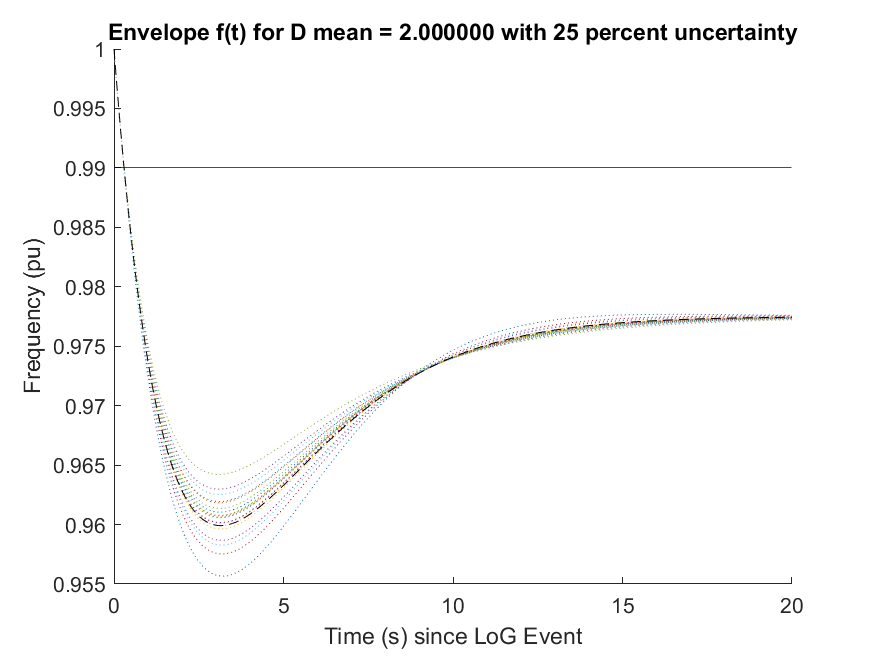 Envelope f(t) for D mean = 2.000000 with 25 percent uncertainty
1
0.995
0.99
0.985
0.98
0.975
0.97
0.965
0.96
0.955
Frequency (pu)
0 5 10 15 20
Time (s) since LoG Event